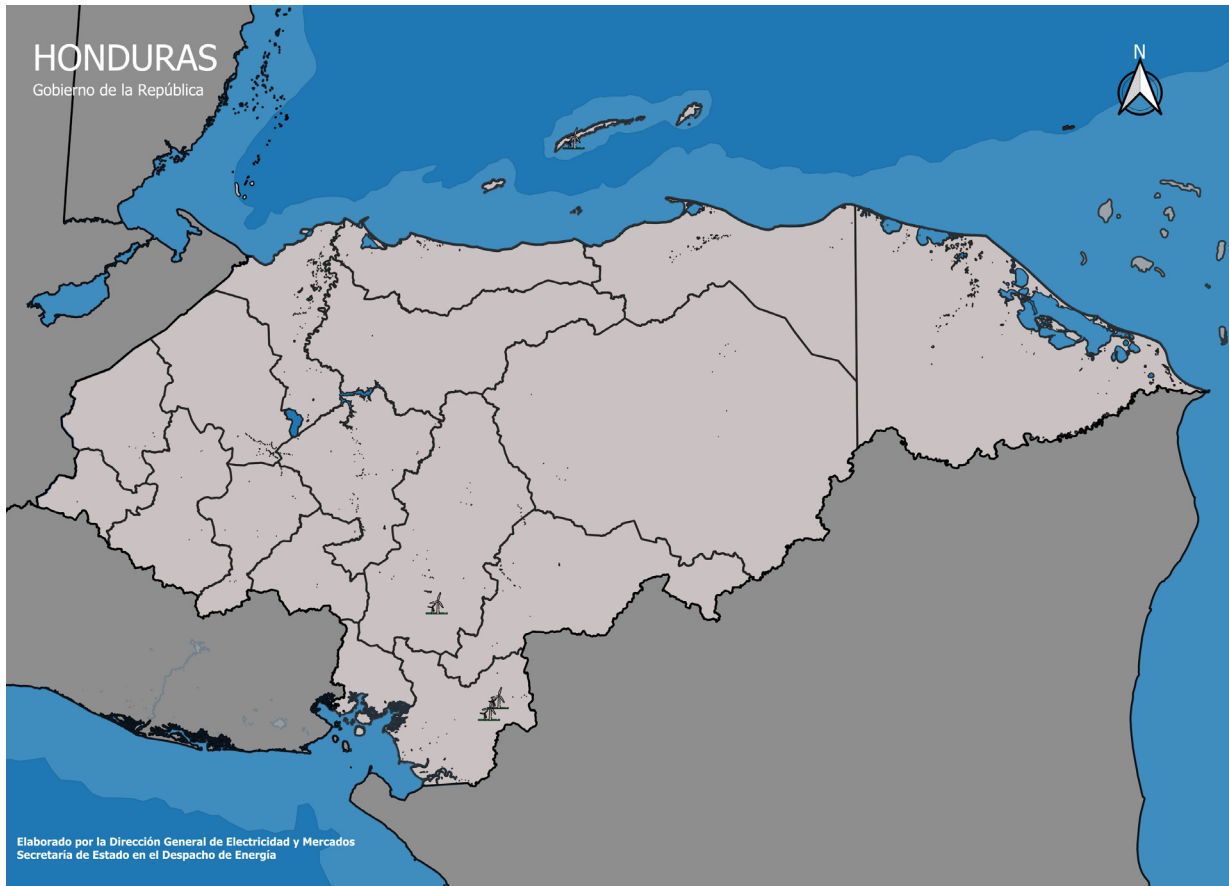 HONDURAS
Gobierno de la República
N
Elaborado por la Dirección General de Electricidad y Mercados
Secretaría de Estado en el Despacho de Energía